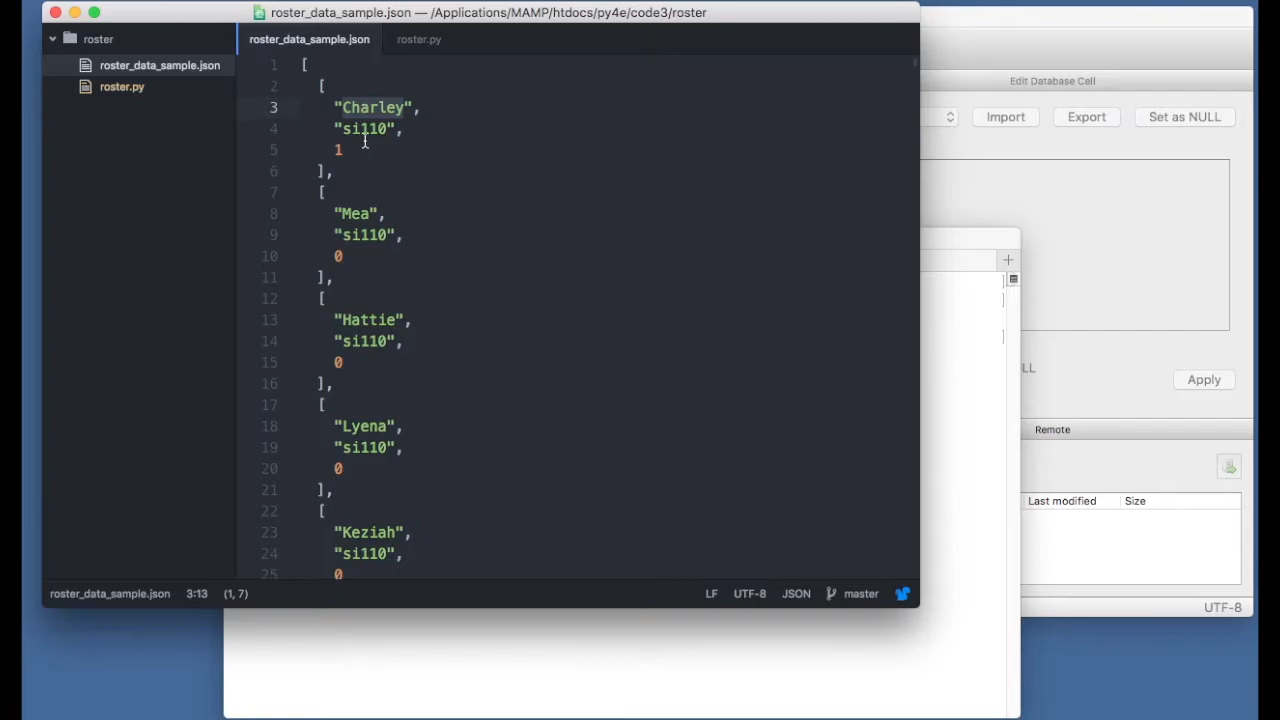 roster_data_sample.json — /Applications/MAMP/htdocs/py4e/code3/roster
roster
roster_data_sample.json
roster.py
roster_data_sample.json
roster.py
1 [
2 [
3 "Charley",
4 "si110",
5 1
6 ],
7 [
8 "Mea",
9 "si110",
10 0
11 ],
12 [
13 "Hattie",
14 "si110",
15 0
16 ],
17 [
18 "Lyena",
19 "si110",
20 0
21 ],
22 [
23 "Keziah",
24 "si110",
25 0
roster_data_sample.json 3:13 (1, 7) LF UTF-8 JSON master
Edit Database Cell
Import Export Set as NULL
LL
Apply
Remote
Last modified Size
UTF-8